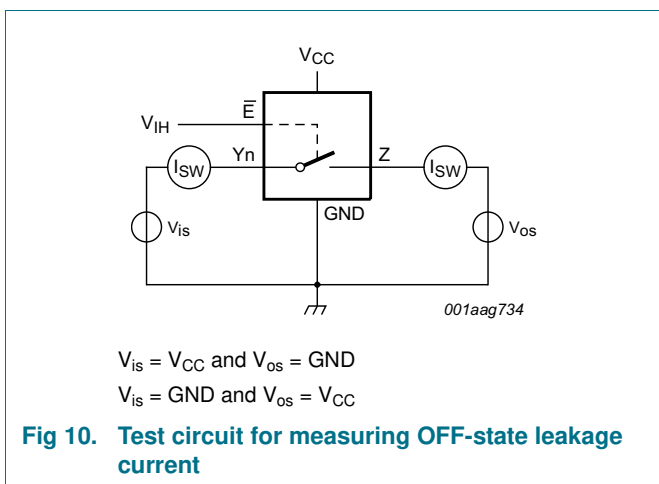 VCC
E̅
VIH
Yn
Z
ISW
ISW
GND
Vis
Vos
001aag734
Vis = VCC and Vos = GND
Vis = GND and Vos = VCC
Fig 10. Test circuit for measuring OFF-state leakage
current